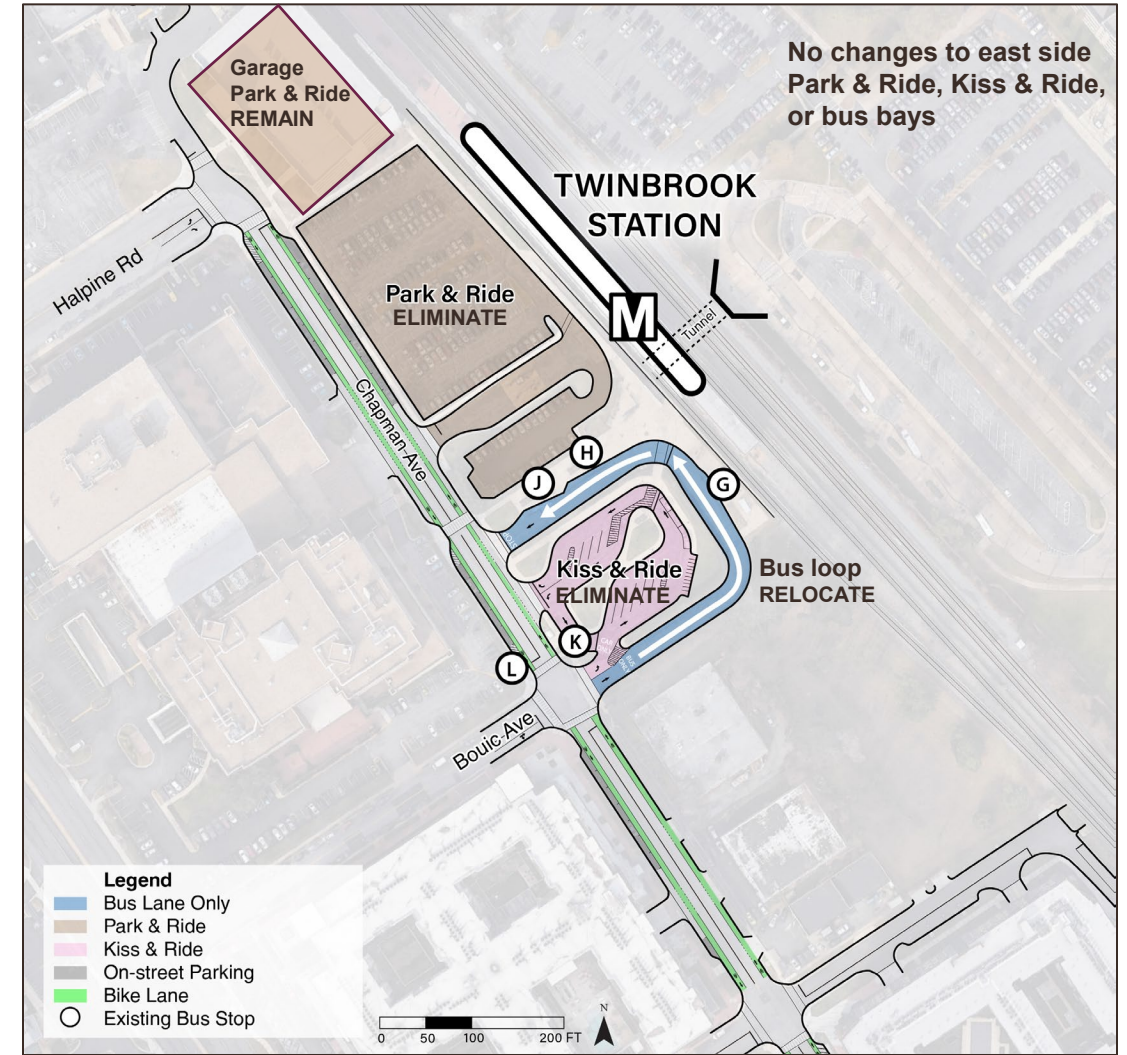 Garage
Park & Ride
REMAIN
No changes to east side
Park & Ride, Kiss & Ride,
or bus bays
TWINBROOK
STATION
M
Tunnel
Halpine Rd
Park & Ride
ELIMINATE
Chapman Ave
H
J
G
Kiss & Ride
ELIMINATE
Bus loop
RELOCATE
K
L
Bouic Ave
Legend
Bus Lane Only
Park & Ride
Kiss & Ride
On-street Parking
Bike Lane
Existing Bus Stop
0 50 100 200 FT
N